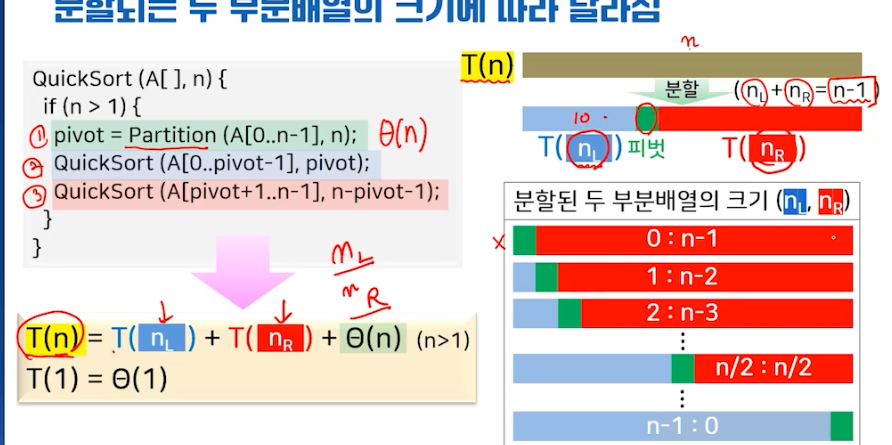 분할되는 두 부분배열의 크기에 따라 달라짐
QuickSort (A[ ], n) {
if (n > 1) {
① pivot = Partition (A[0..n-1], n); Θ(n)
② QuickSort (A[0..pivot-1], pivot);
③ QuickSort (A[pivot+1..n-1], n-pivot-1);
}
}
n_L
n_R
T(n) = T( n_L ) + T( n_R ) + Θ(n) (n>1)
T(1) = Θ(1)
n
T(n)
분할 (n_L+n_R=n-1)
10
T( n_L ) 피벗 T( n_R )
분할된 두 부분배열의 크기 (n_L, n_R)
x 0 : n-1
1 : n-2
2 : n-3
⋮
n/2 : n/2
⋮
n-1 : 0